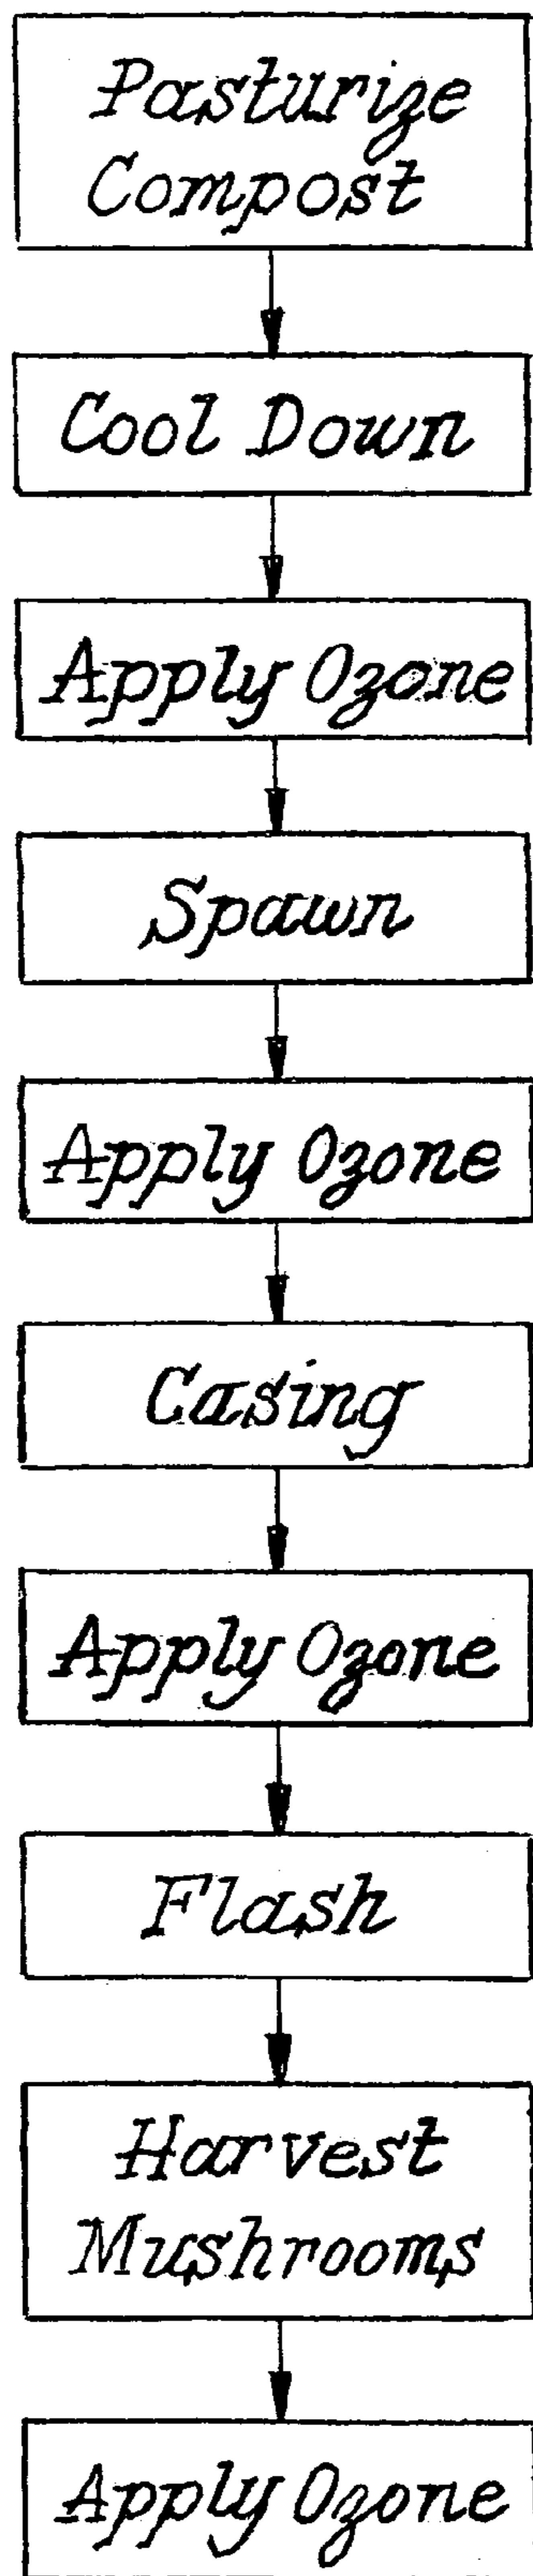 Pasturize
Compost
Cool Down
Apply Ozone
Spawn
Apply Ozone
Casing
Apply Ozone
Flash
Harvest
Mushrooms
Apply Ozone